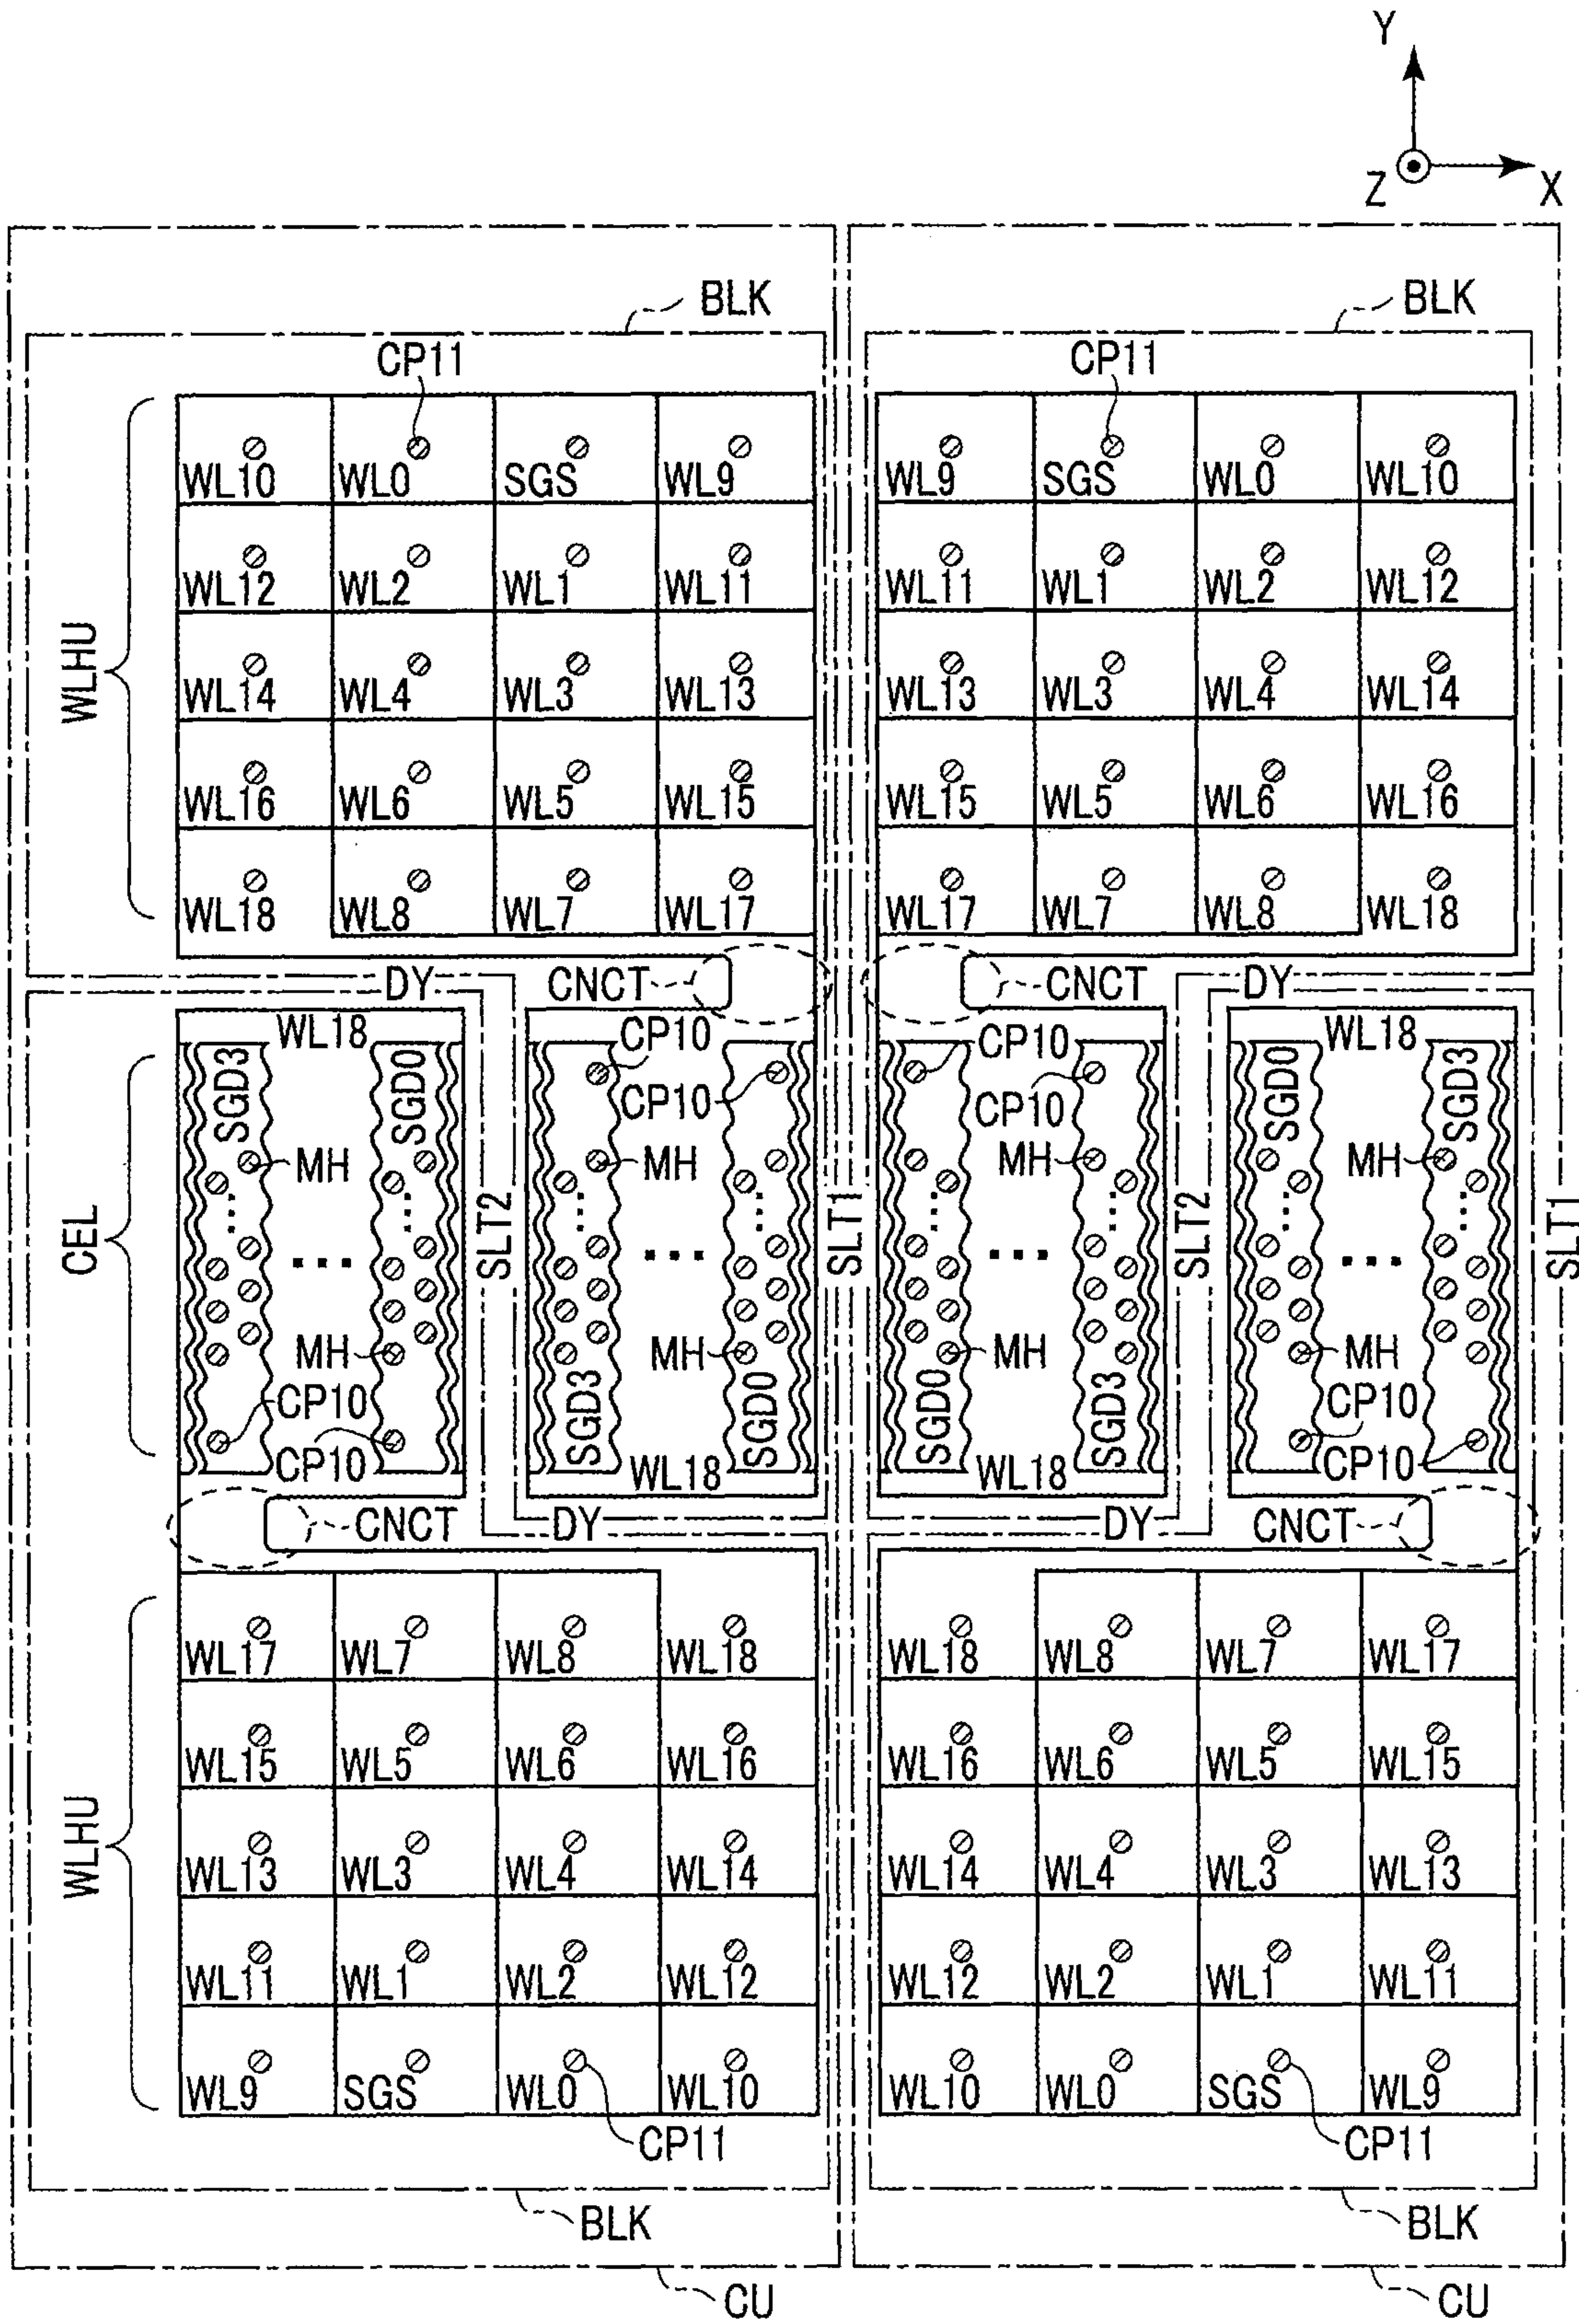 Y
Z X
BLK BLK
CP11 CP11
WL10 WL0 SGS WL9 WL9 SGS WL0 WL10
WL12 WL2 WL1 WL11 WL11 WL1 WL2 WL12
WLHU
WL14 WL4 WL3 WL13 WL13 WL3 WL4 WL14
WL16 WL6 WL5 WL15 WL15 WL5 WL6 WL16
WL18 WL8 WL7 WL17 WL17 WL7 WL8 WL18
DY CNCT CNCT DY
WL18 CP10 CP10 WL18
SGD3 SGD0 CP10 CP10 SGD0 SGD3
MH MH MH MH
CEL SLT2 SLT1 SLT2 SLT1
... ... ... ...
MH MH MH MH
CP10 SGD3 SGD0 SGD0 SGD3 CP10
CP10 WL18 WL18 CP10
CNCT DY DY CNCT
WL17 WL7 WL8 WL18 WL18 WL8 WL7 WL17
WL15 WL5 WL6 WL16 WL16 WL6 WL5 WL15
WLHU
WL13 WL3 WL4 WL14 WL14 WL4 WL3 WL13
WL11 WL1 WL2 WL12 WL12 WL2 WL1 WL11
WL9 SGS WL0 WL10 WL10 WL0 SGS WL9
CP11 CP11
BLK BLK
CU CU